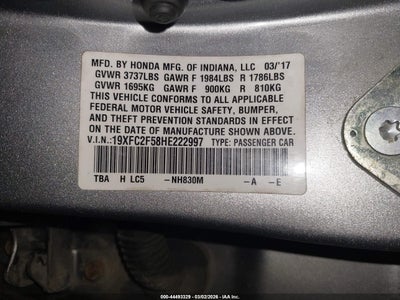 MFD. BY HONDA MFG. OF INDIANA, LLC 03/'17
GVWR 3737LBS GAWR F 1984LBS R 1786LBS
GVWR 1695KG GAWR F 900KG R 810KG
THIS VEHICLE CONFORMS TO ALL APPLICABLE
FEDERAL MOTOR VEHICLE SAFETY, BUMPER,
AND THEFT PREVENTION STANDARDS IN EFFECT
ON THE DATE OF MANUFACTURE SHOWN ABOVE.
V.I.N.:19XFC2F58HE222997 TYPE: PASSENGER CAR
TBA H LC5 -NH830M -A -E
000-44493329 - 03/02/2026 - IAA Inc.